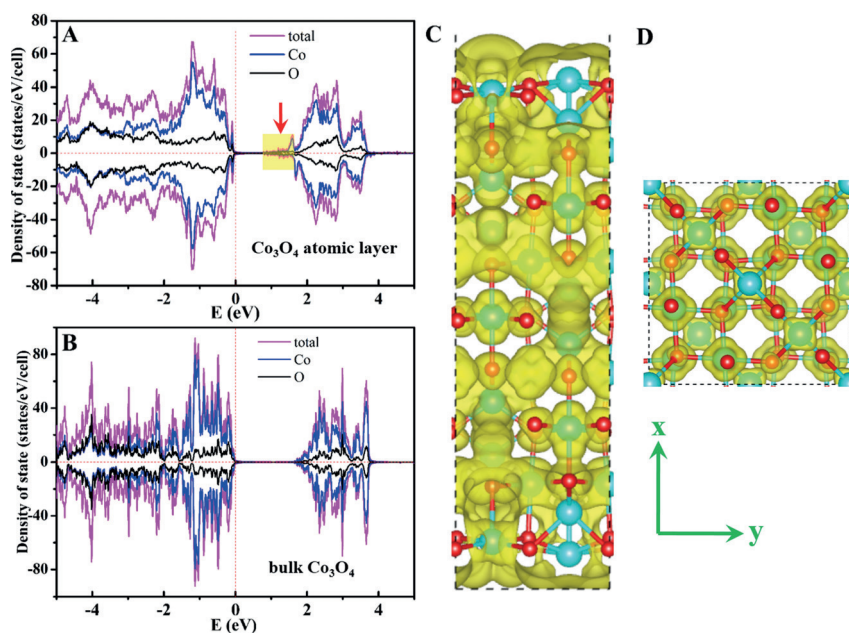 A
total
Co
O
Density of state (states/eV/cell)
80
60
40
20
0
-20
-40
-60
-80
Co₃O₄ atomic layer
-4
-2
0
2
4
E (eV)
B
total
Co
O
Density of state (states/eV/cell)
80
40
0
-40
-80
bulk Co₃O₄
-4
-2
0
2
4
E (eV)
C
D
x
y